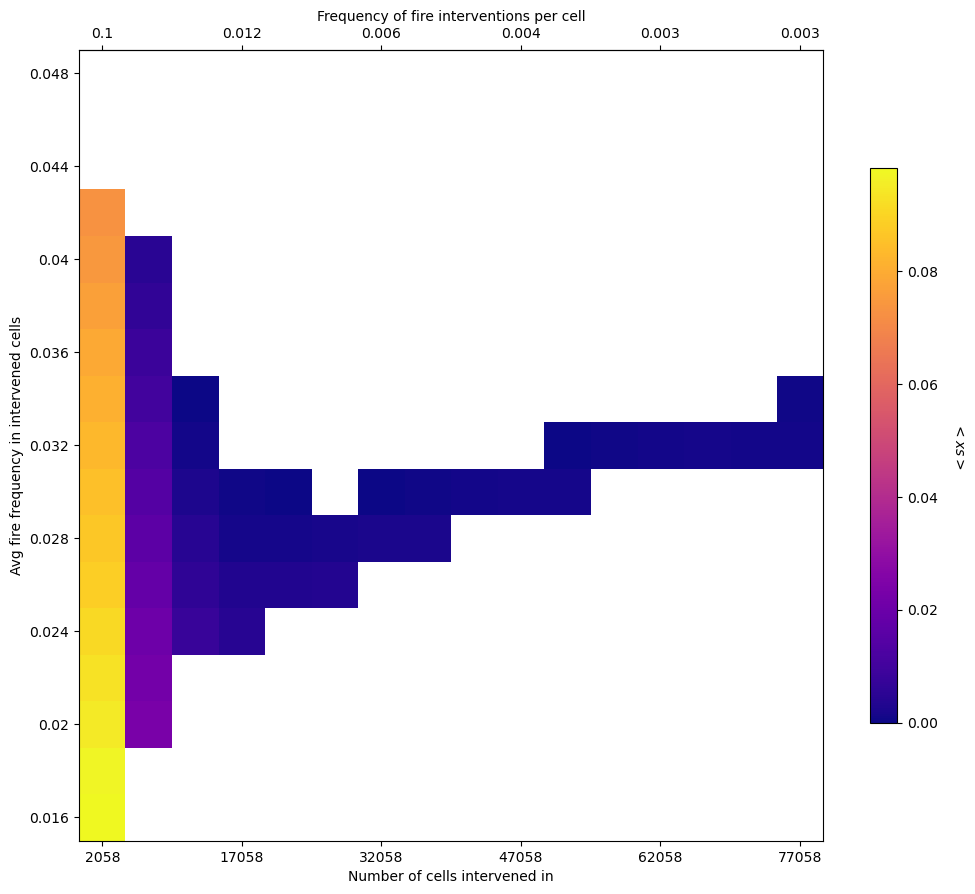 Frequency of fire interventions per cell
0.1 0.012 0.006 0.004 0.003 0.003
0.048
0.044
0.04
0.036
0.032
0.028
0.024
0.02
0.016
Avg fire frequency in intervened cells
2058 17058 32058 47058 62058 77058
Number of cells intervened in
0.08
0.06
0.04
0.02
0.00
< sx >